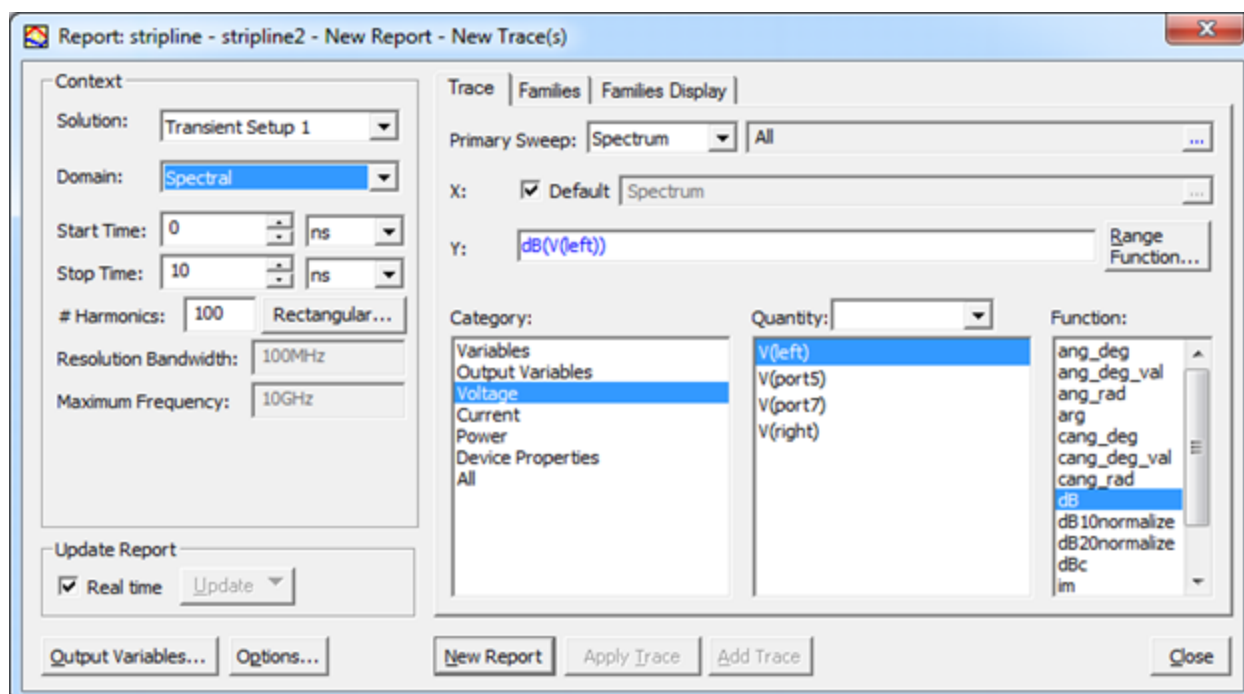 Report: stripline - stripline2 - New Report - New Trace(s)
Context
Solution: Transient Setup 1
Domain: Spectral
Start Time: 0 ns
Stop Time: 10 ns
# Harmonics: 100 Rectangular...
Resolution Bandwidth: 100MHz
Maximum Frequency: 10GHz
Update Report
Real time Update
Output Variables... Options...
Trace Families Families Display
Primary Sweep: Spectrum All ...
X: Default Spectrum ...
Y: dB(V(left)) Range Function...
Category:
Variables
Output Variables
Voltage
Current
Power
Device Properties
All
Quantity:
V(left)
V(port5)
V(port7)
V(right)
Function:
ang_deg
ang_deg_val
ang_rad
arg
cang_deg
cang_deg_val
cang_rad
dB
dB10normalize
dB20normalize
dBc
im
New Report Apply Trace Add Trace Close